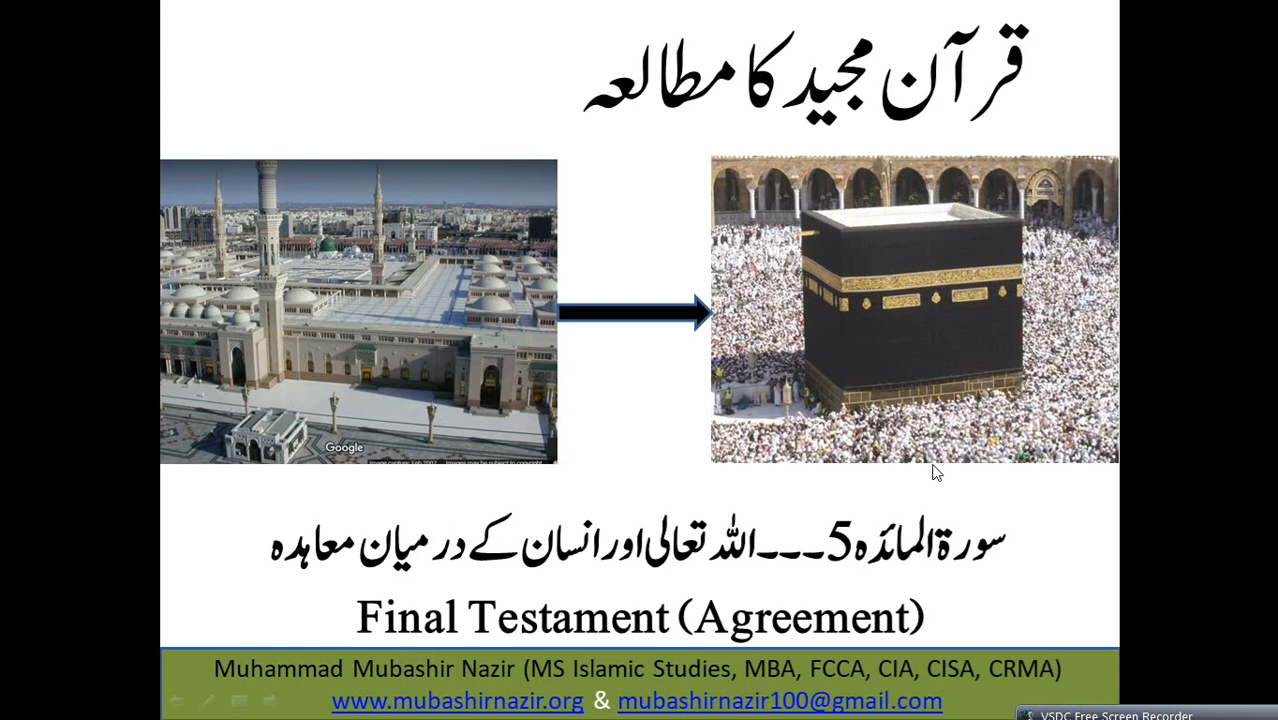 قرآن مجید کا مطالعہ
Google
سورۃ المائدہ 5۔۔۔اللہ تعالی اور انسان کے درمیان معاہدہ
Final Testament (Agreement)
Muhammad Mubashir Nazir (MS Islamic Studies, MBA, FCCA, CIA, CISA, CRMA)
www.mubashirnazir.org & mubashirnazir100@gmail.com
VSDC Free Screen Recorder